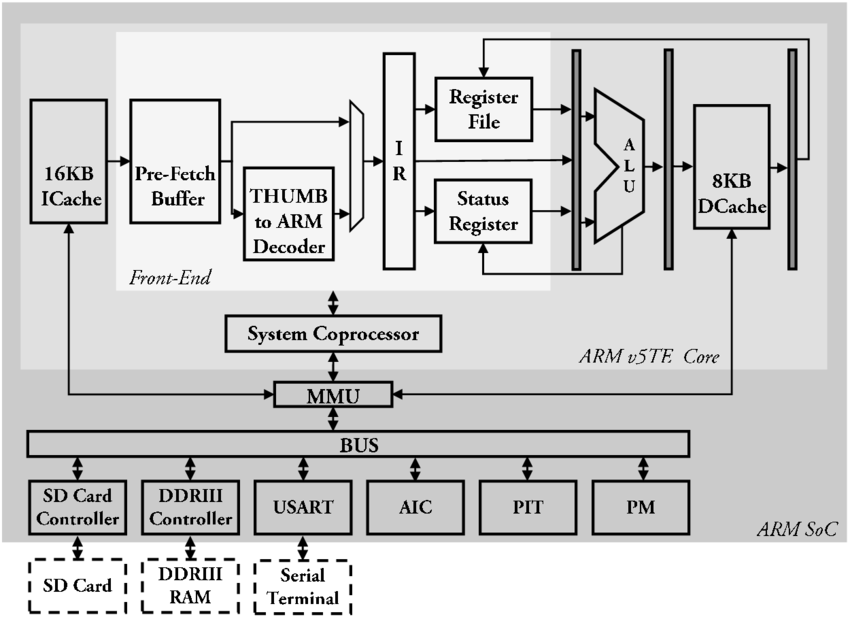 16KB
ICache
Pre-Fetch
Buffer
THUMB
to ARM
Decoder
I
R
Register
File
Status
Register
A
L
U
8KB
DCache
Front-End
System Coprocessor
ARM v5TE Core
MMU
BUS
SD Card
Controller
DDRIII
Controller
USART
AIC
PIT
PM
ARM SoC
SD Card
DDRIII
RAM
Serial
Terminal